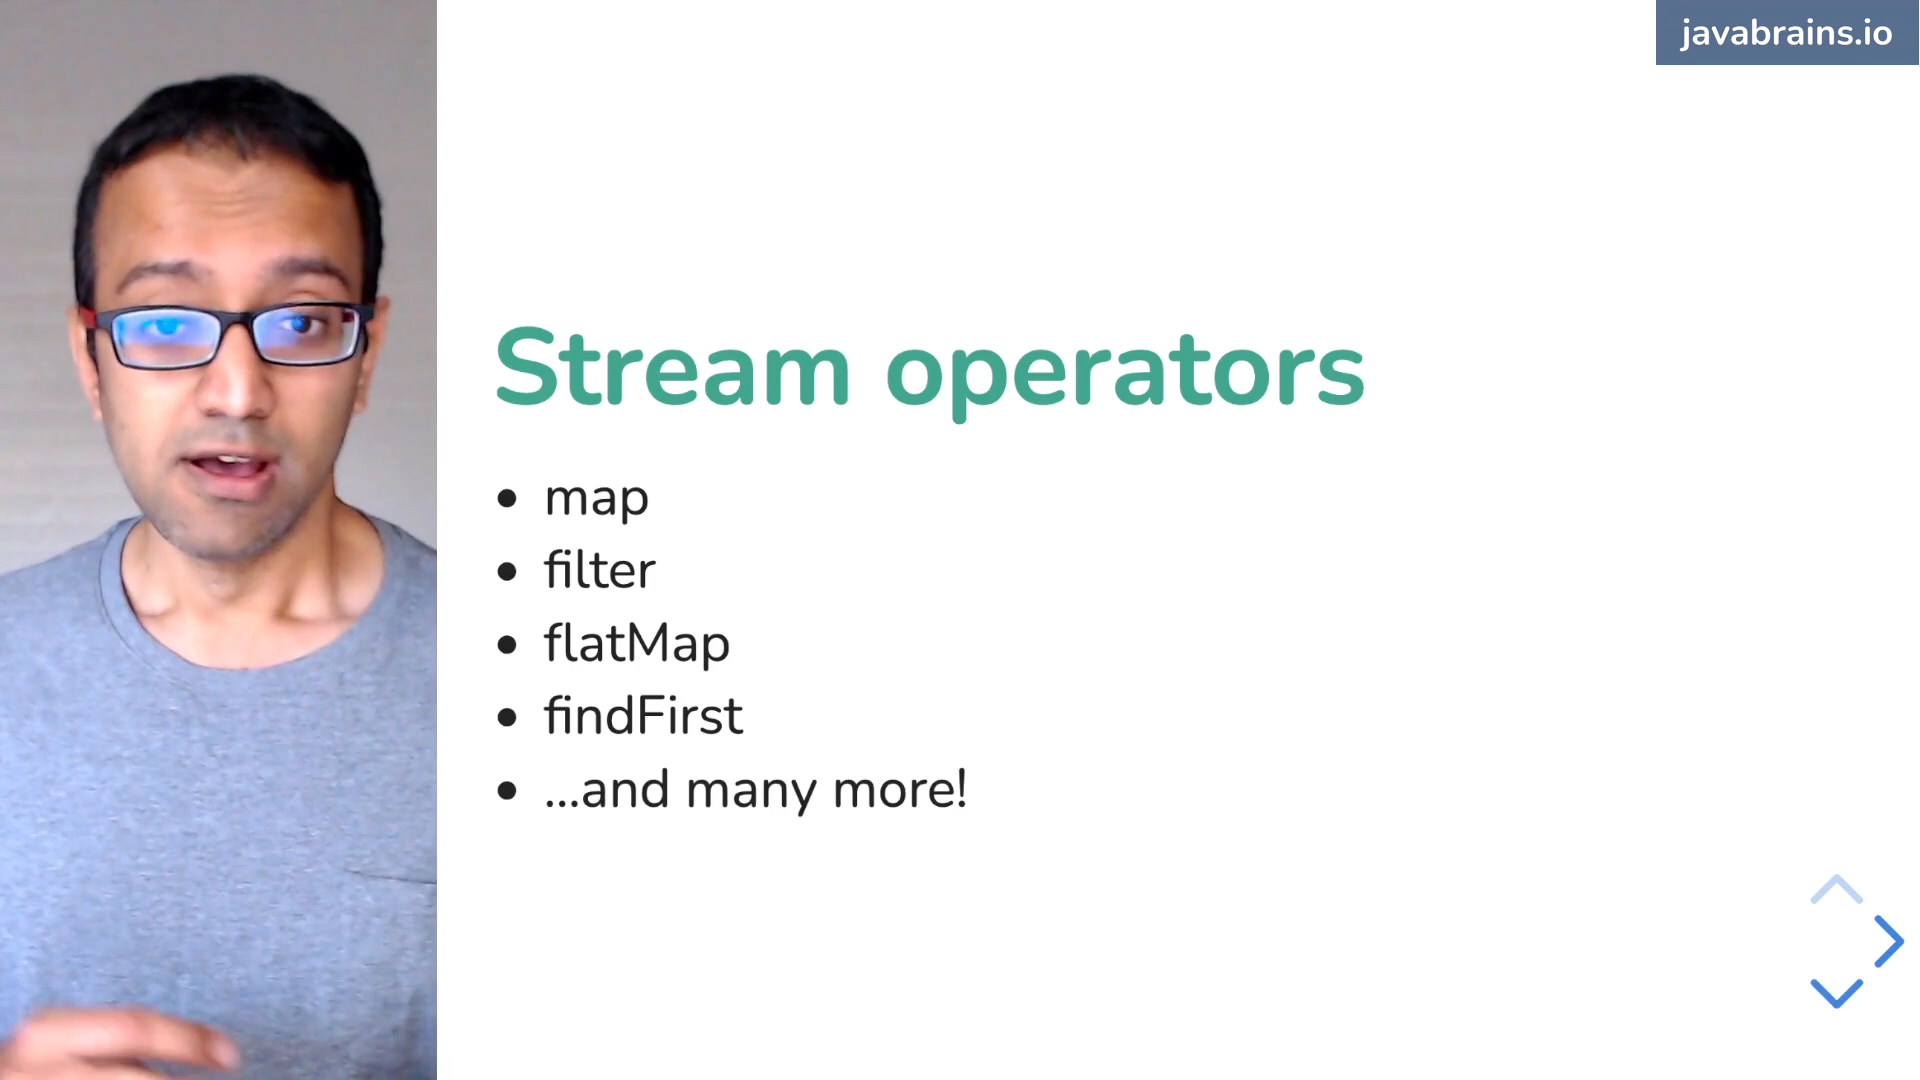 javabrains.io
Stream operators
• map
• filter
• flatMap
• findFirst
• ...and many more!